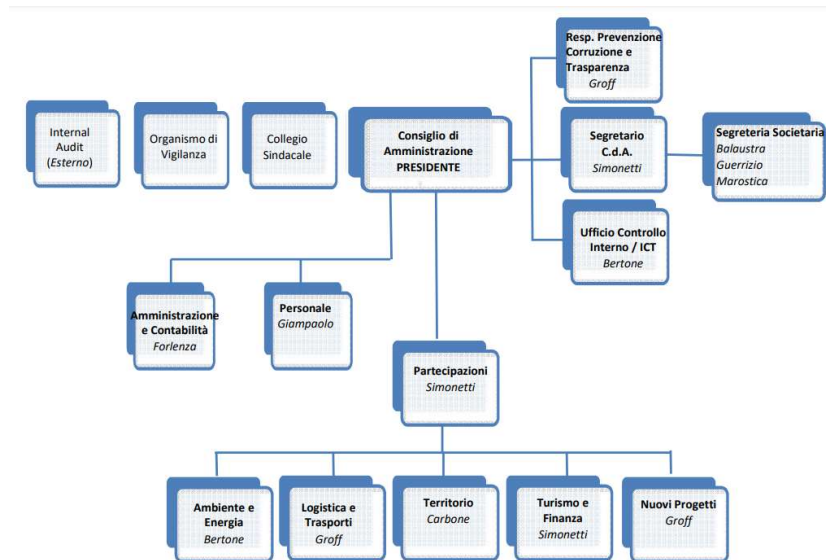 Resp. Prevenzione
Corruzione e
Trasparenza
Groff
Internal
Audit
(Esterno)
Organismo di
Vigilanza
Collegio
Sindacale
Consiglio di
Amministrazione
PRESIDENTE
Segretario
C.d.A.
Simonetti
Segreteria Societaria
Balaustra
Guerrizio
Marostica
Ufficio Controllo
Interno / ICT
Bertone
Amministrazione
e Contabilità
Forlenza
Personale
Giampaolo
Partecipazioni
Simonetti
Ambiente e
Energia
Bertone
Logistica e
Trasporti
Groff
Territorio
Carbone
Turismo e
Finanza
Simonetti
Nuovi Progetti
Groff